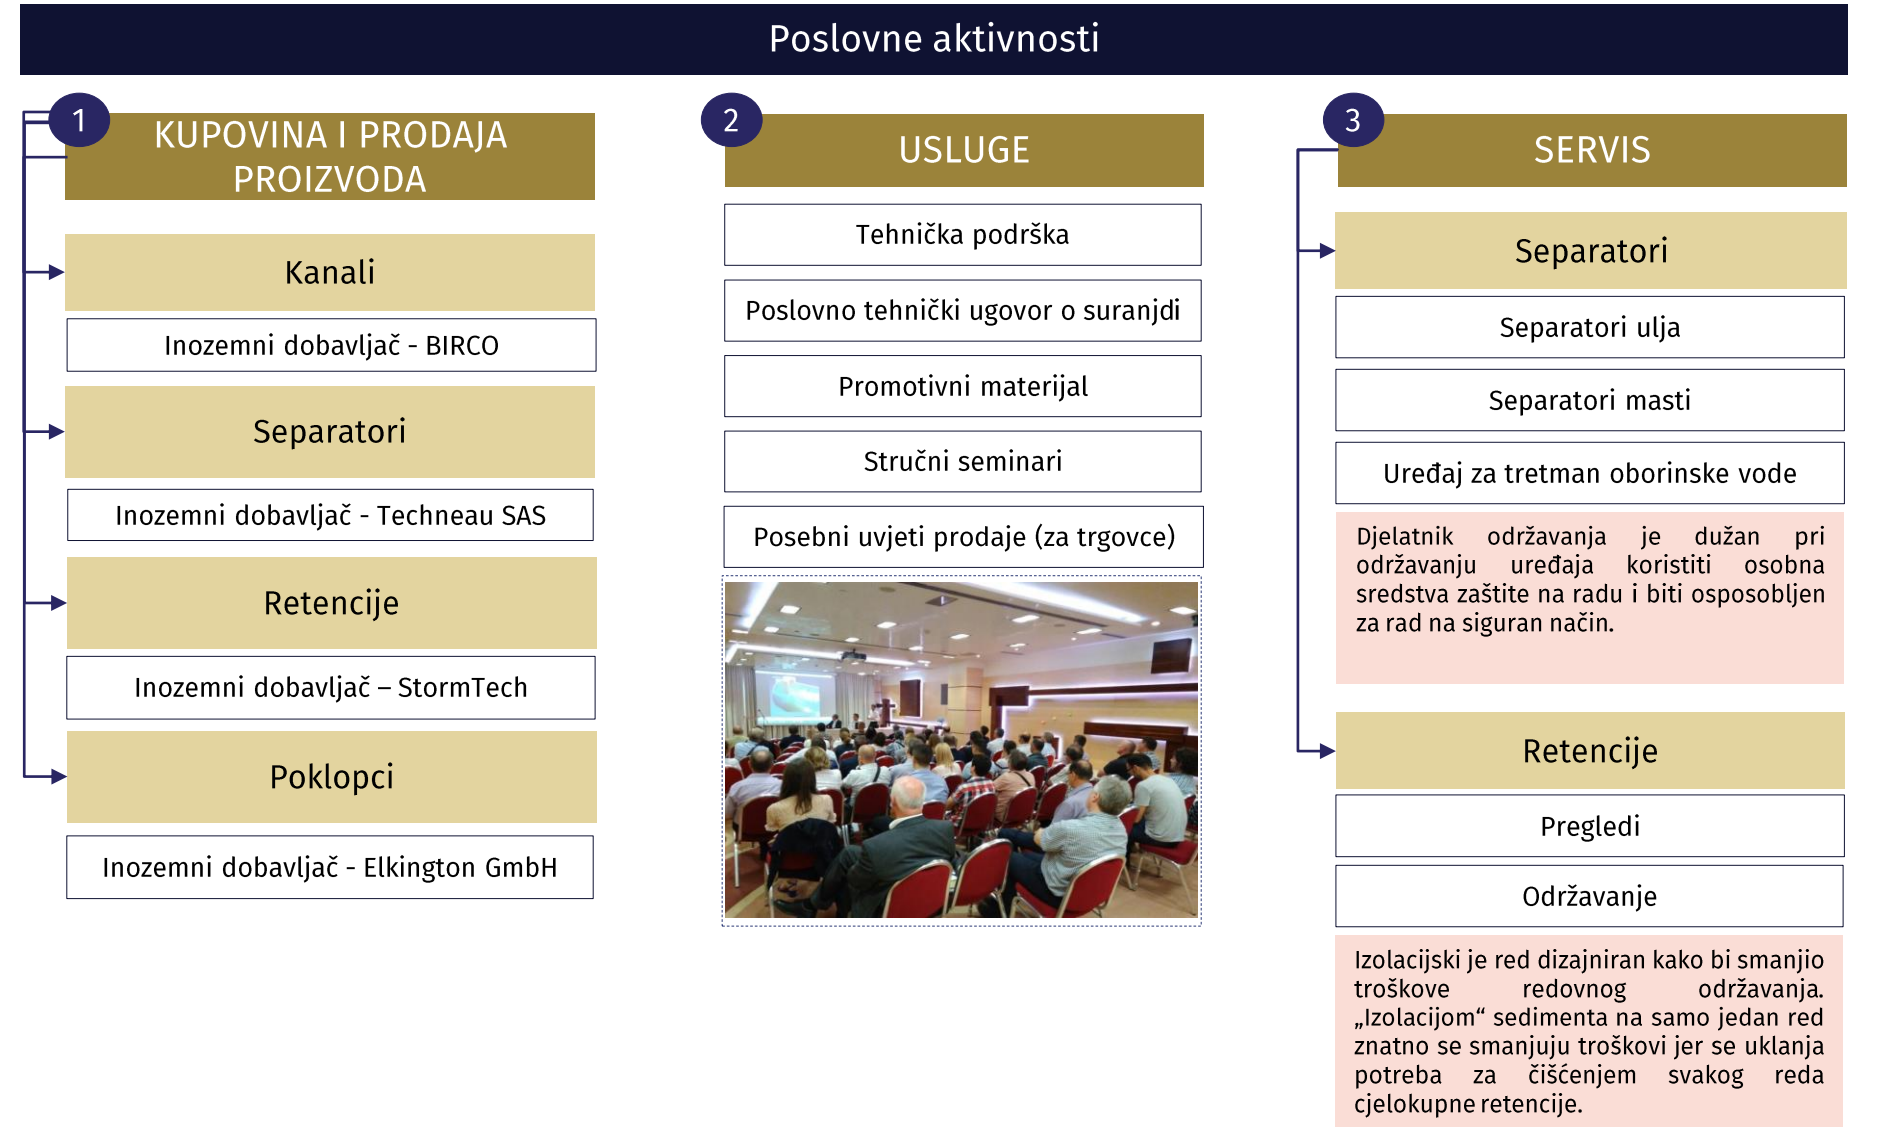 Poslovne aktivnosti
1
KUPOVINA I PRODAJA
PROIZVODA
Kanali
Inozemni dobavljač - BIRCO
Separatori
Inozemni dobavljač - Techneau SAS
Retencije
Inozemni dobavljač – StormTech
Poklopci
Inozemni dobavljač - Elkington GmbH
2
USLUGE
Tehnička podrška
Poslovno tehnički ugovor o suranjdi
Promotivni materijal
Stručni seminari
Posebni uvjeti prodaje (za trgovce)
3
SERVIS
Separatori
Separatori ulja
Separatori masti
Uređaj za tretman oborinske vode
Djelatnik održavanja je dužan pri
održavanju uređaja koristiti osobna
sredstva zaštite na radu i biti osposobljen
za rad na siguran način.
Retencije
Pregledi
Održavanje
Izolacijski je red dizajniran kako bi smanjio
troškove redovnog održavanja.
„Izolacijom“ sedimenta na samo jedan red
znatno se smanjuju troškovi jer se uklanja
potreba za čišćenjem svakog reda
cjelokupne retencije.